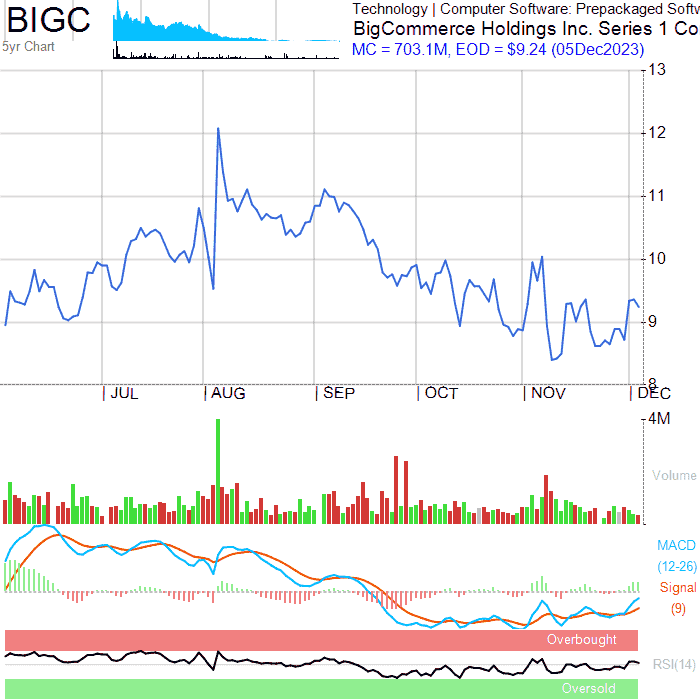 BIGC
5yr Chart
Technology | Computer Software: Prepackaged Softw
BigCommerce Holdings Inc. Series 1 Co
MC = 703.1M, EOD = $9.24 (05Dec2023)
13
12
11
10
9
8
JUL AUG SEP OCT NOV DEC
4M
Volume
MACD
(12-26)
Signal
(9)
Overbought
RSI(14)
Oversold